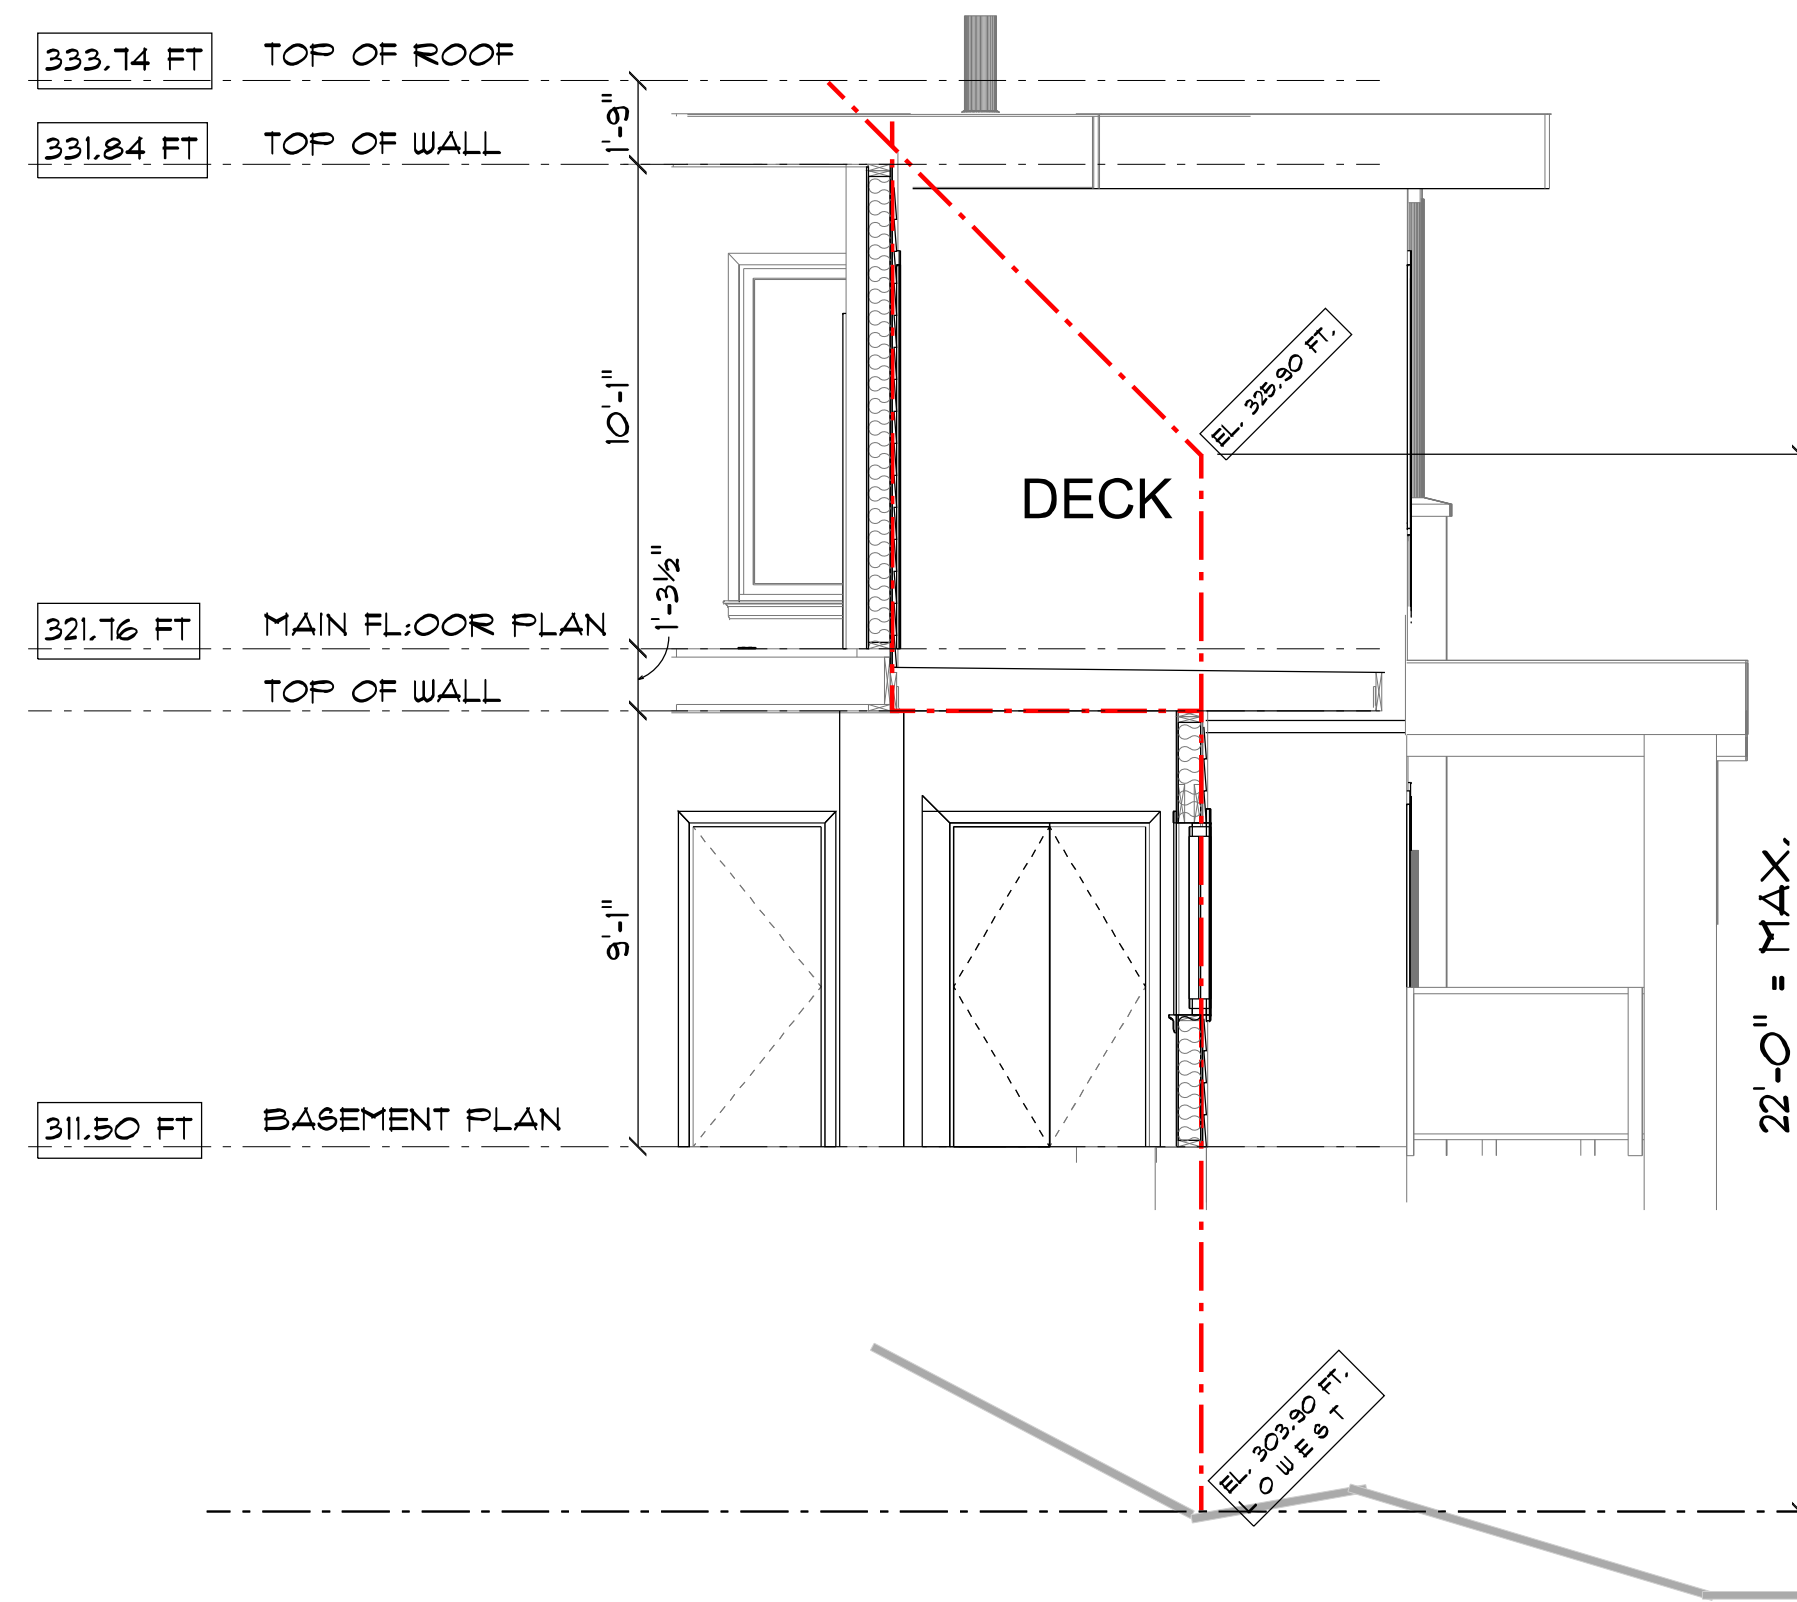 333.74 FT TOP OF ROOF
1'-9"
331.84 FT TOP OF WALL
10'-1"
EL. 325.90 FT.
DECK
1'-3½"
321.76 FT MAIN FL;OOR PLAN
TOP OF WALL
9'-1"
22'-0" = MAX.
311.50 FT BASEMENT PLAN
EL. 303.90 FT.
LOWEST